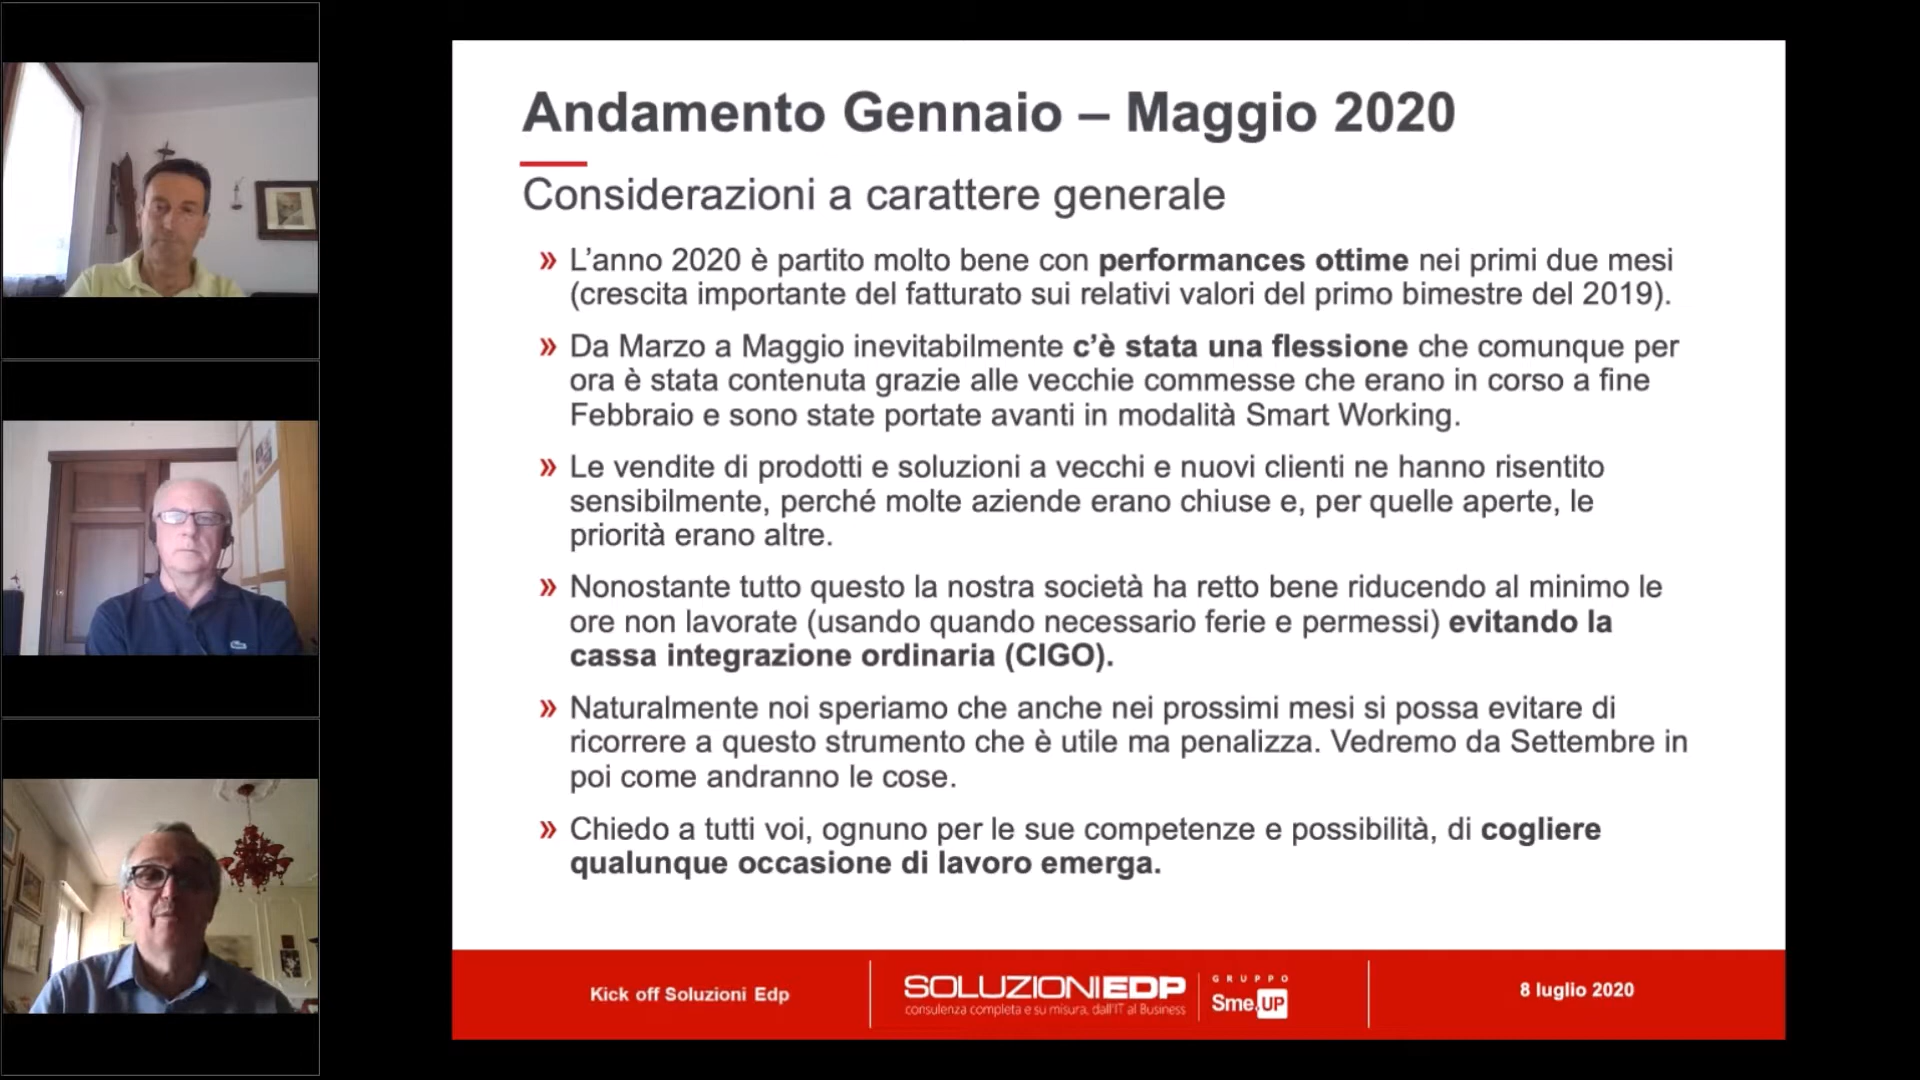 Andamento Gennaio – Maggio 2020
Considerazioni a carattere generale
» L’anno 2020 è partito molto bene con performances ottime nei primi due mesi
(crescita importante del fatturato sui relativi valori del primo bimestre del 2019).
» Da Marzo a Maggio inevitabilmente c’è stata una flessione che comunque per
ora è stata contenuta grazie alle vecchie commesse che erano in corso a fine
Febbraio e sono state portate avanti in modalità Smart Working.
» Le vendite di prodotti e soluzioni a vecchi e nuovi clienti ne hanno risentito
sensibilmente, perché molte aziende erano chiuse e, per quelle aperte, le
priorità erano altre.
» Nonostante tutto questo la nostra società ha retto bene riducendo al minimo le
ore non lavorate (usando quando necessario ferie e permessi) evitando la
cassa integrazione ordinaria (CIGO).
» Naturalmente noi speriamo che anche nei prossimi mesi si possa evitare di
ricorrere a questo strumento che è utile ma penalizza. Vedremo da Settembre in
poi come andranno le cose.
» Chiedo a tutti voi, ognuno per le sue competenze e possibilità, di cogliere
qualunque occasione di lavoro emerga.
Kick off Soluzioni Edp
SOLUZIONIEDP
consulenza completa e su misura, dall'IT al Business
GRUPPO
Sme.UP
8 luglio 2020